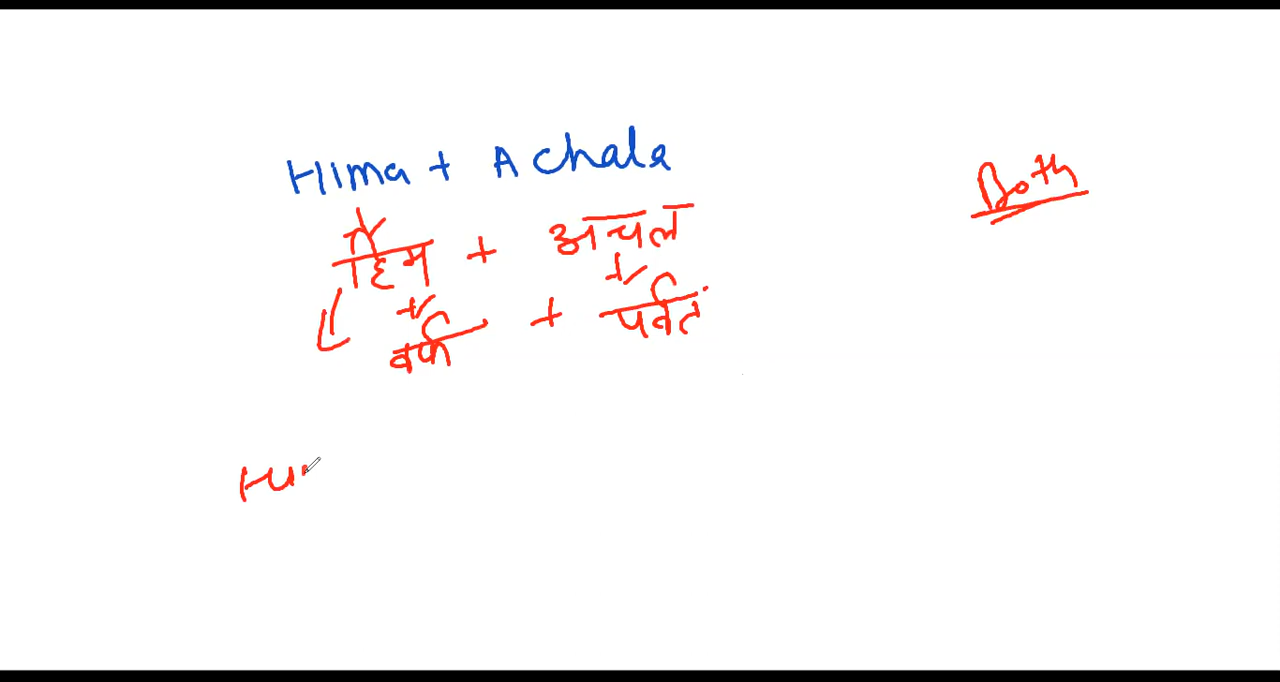 Hima + Achala
Both
हिम + अचल
बर्फ + पर्वत